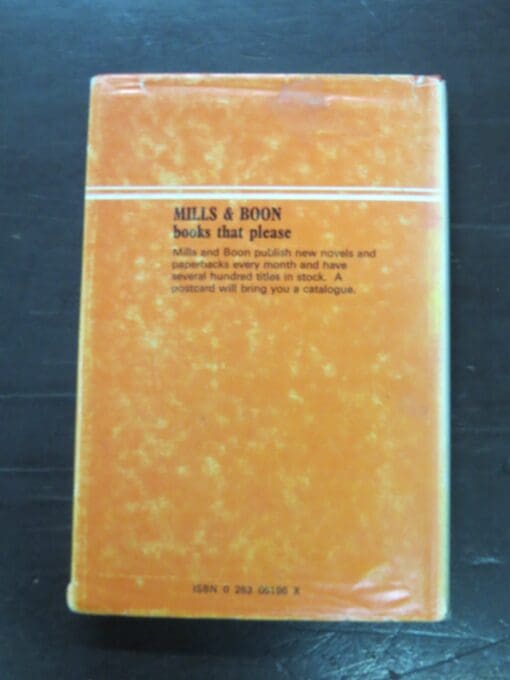 MILLS & BOON
books that please
Mills and Boon publish new novels and
paperbacks every month and have
several hundred titles in stock. A
postcard will bring you a catalogue.
ISBN 0 263 05196 X